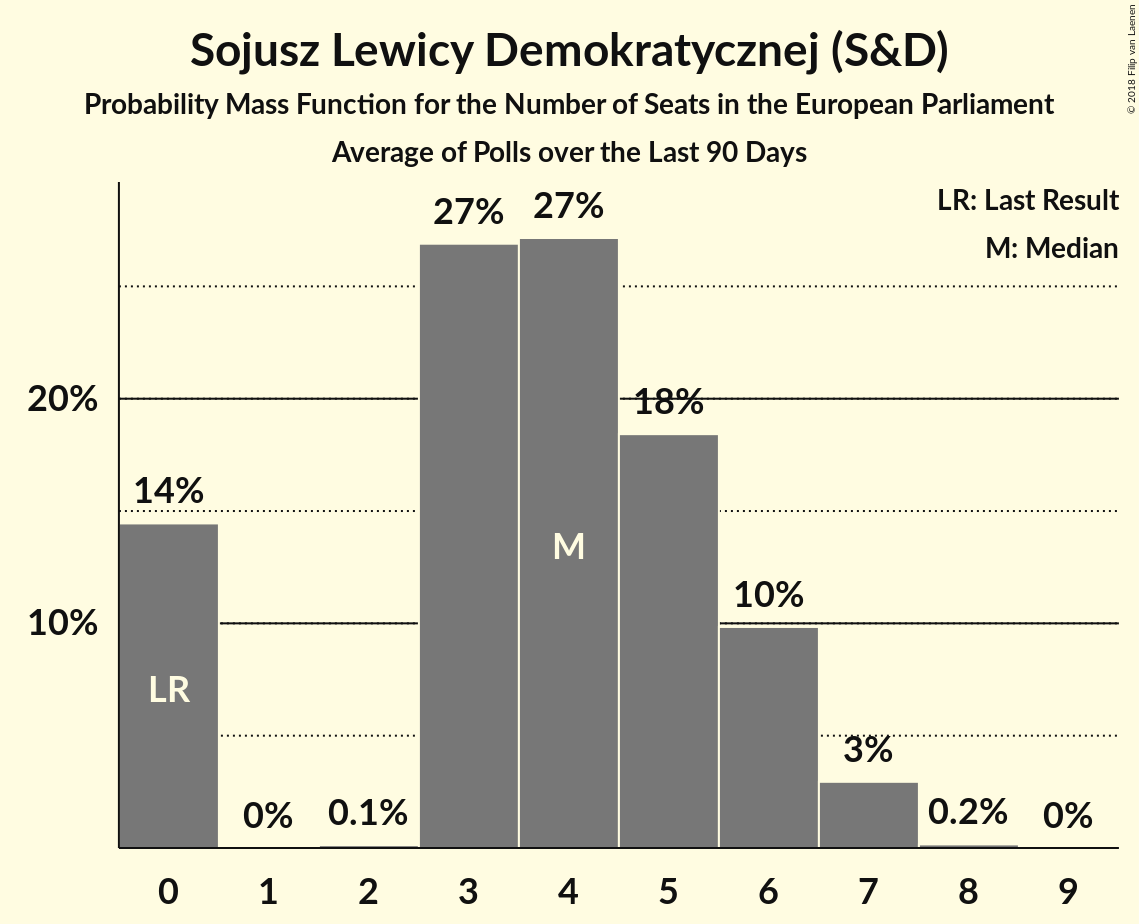 Sojusz Lewicy Demokratycznej (S&D)
Probability Mass Function for the Number of Seats in the European Parliament
Average of Polls over the Last 90 Days
© 2018 Filip van Laenen
LR: Last Result
M: Median
27%
27%
20%
18%
14%
M
10%
10%
LR
3%
0%
0.1%
0.2%
0%
0 1 2 3 4 5 6 7 8 9